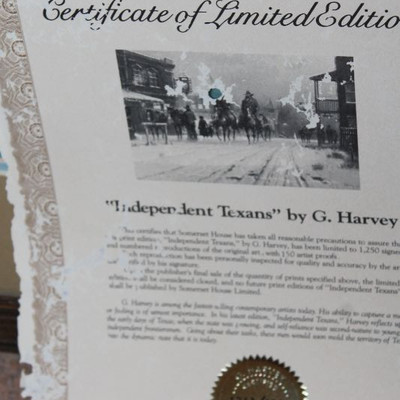 Certificate of Limited Editio
"Independent Texans" by G. Harvey
certifies that Somerset House has taken all reasonable precautions to assure tha
print edition, "Independent Texans," by G. Harvey, has been limited to 1,250 signed
and numbered reproductions of the original art, with 150 artist proofs.
Each reproduction has been personally inspected for quality and accuracy by the ar
by his signature.
the publisher's final sale of the quantity of prints specified above, the limited
will be considered closed, and no future print editions of "Independent Texans"
shall be published by Somerset House Limited.
G. Harvey is among the fastest-selling contemporary artists today. His ability to capture a m
or feeling is of utmost importance. In his latest edition, "Independent Texans," Harvey reflects up
the early days of Texas, when the state was growing, and self-reliance was second-nature to young
independent frontiersmen. Going about their tasks, these men would soon mold the territory of Te
into the dynamic state that it is today.